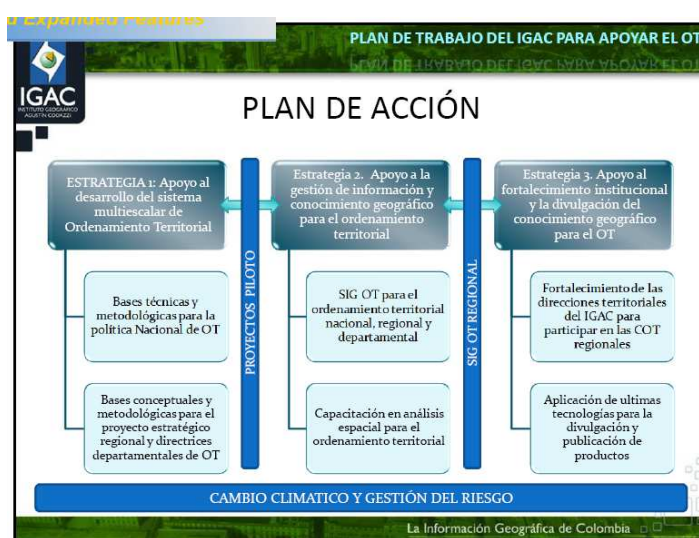 d Expanded Features
PLAN DE TRABAJO DEL IGAC PARA APOYAR EL OT
IGAC
INSTITUTO GEOGRÁFICO
AGUSTÍN CODAZZI
PLAN DE ACCIÓN
ESTRATEGIA 1: Apoyo al
desarrollo del sistema
multiescalar de
Ordenamiento Territorial
Bases técnicas y
metodológicas para la
política Nacional de OT
Bases conceptuales y
metodológicas para el
proyecto estratégico
regional y directrices
departamentales de OT
PROYECTOS PILOTO
Estrategia 2. Apoyo a la
gestión de información y
conocimiento geográfico
para el ordenamiento
territorial
SIG OT para el
ordenamiento territorial
nacional, regional y
departamental
Capacitación en análisis
espacial para el
ordenamiento territorial
SIG OT REGIONAL
Estrategia 3. Apoyo al
fortalecimiento institucional
y la divulgación del
conocimiento geográfico
para el OT
Fortalecimiento de las
direcciones territoriales
del IGAC para
participar en las COT
regionales
Aplicación de ultimas
tecnologías para la
divulgación y
publicación de
productos
CAMBIO CLIMATICO Y GESTIÓN DEL RIESGO
La Información Geográfica de Colombia